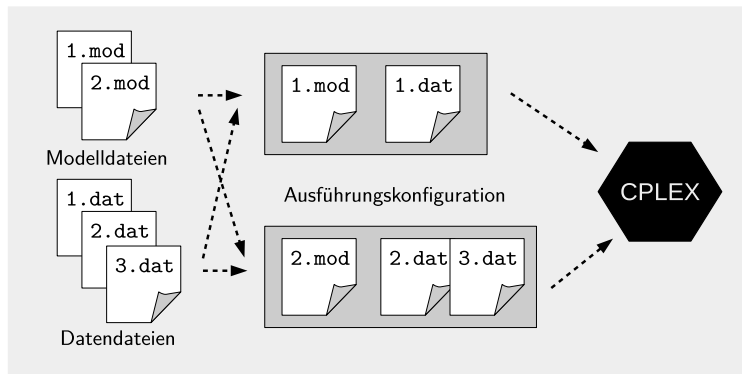 1.mod
2.mod
Modelldateien
1.dat
2.dat
3.dat
Datendateien
1.mod 1.dat
Ausführungskonfiguration
2.mod 2.dat 3.dat
CPLEX